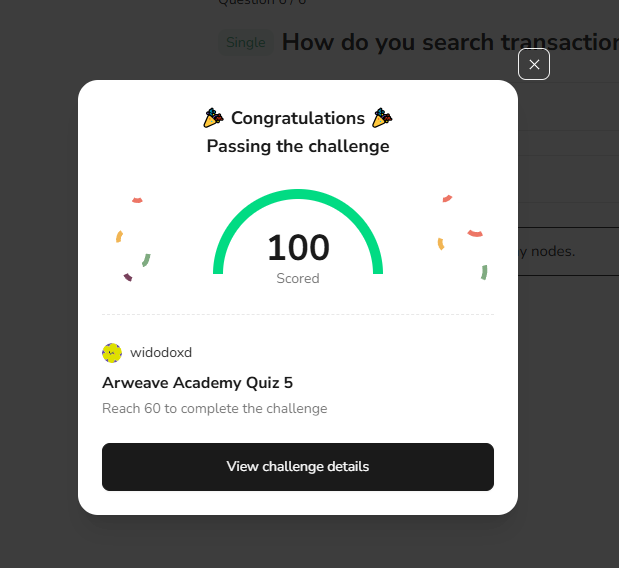 Question 6 / 6
Single How do you search transaction
Congratulations
Passing the challenge
100
Scored
y nodes.
widodoxd
Arweave Academy Quiz 5
Reach 60 to complete the challenge
View challenge details